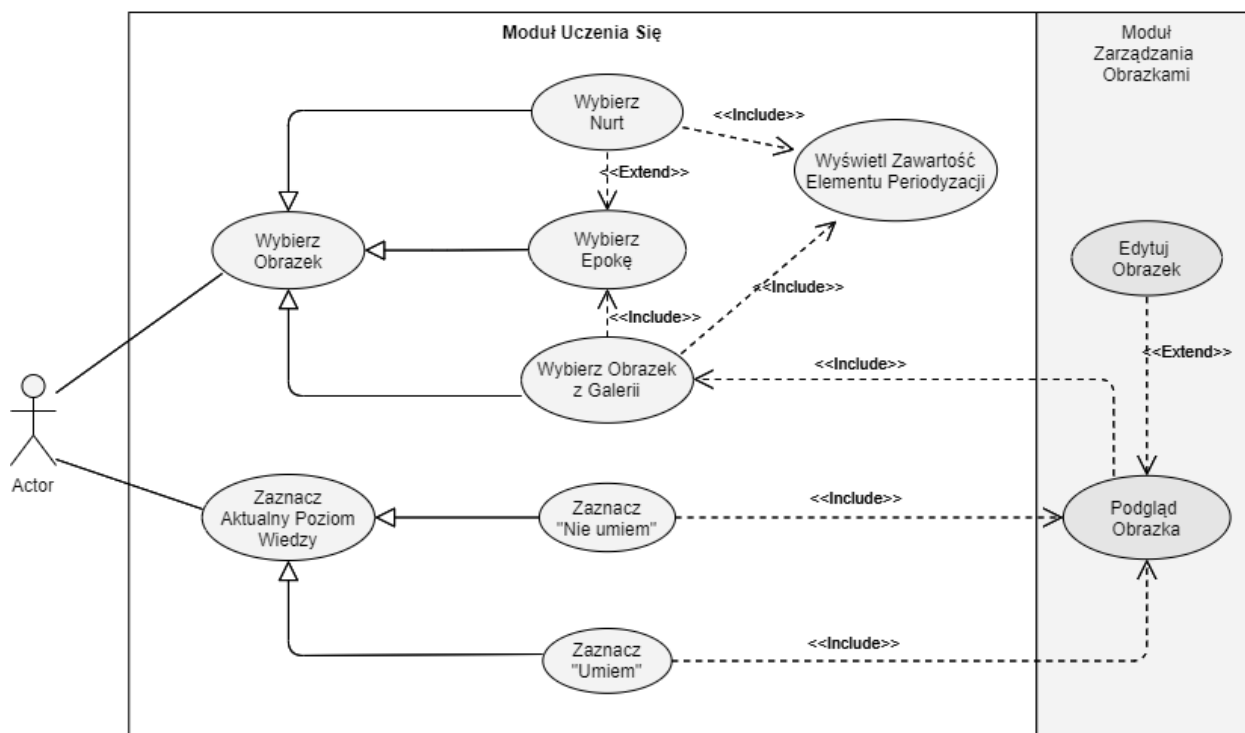 Moduł Uczenia Się
Moduł
Zarządzania
Obrazkami
Wybierz
Nurt
<<Include>>
Wyświetl Zawartość
Elementu Periodyzacji
<<Extend>>
Wybierz
Obrazek
Wybierz
Epokę
Edytuj
Obrazek
<<Include>>
<<Include>>
<<Extend>>
Wybierz Obrazek
z Galerii
<<Include>>
Actor
Zaznacz
Aktualny Poziom
Wiedzy
Zaznacz
"Nie umiem"
<<Include>>
Podgląd
Obrazka
Zaznacz
"Umiem"
<<Include>>